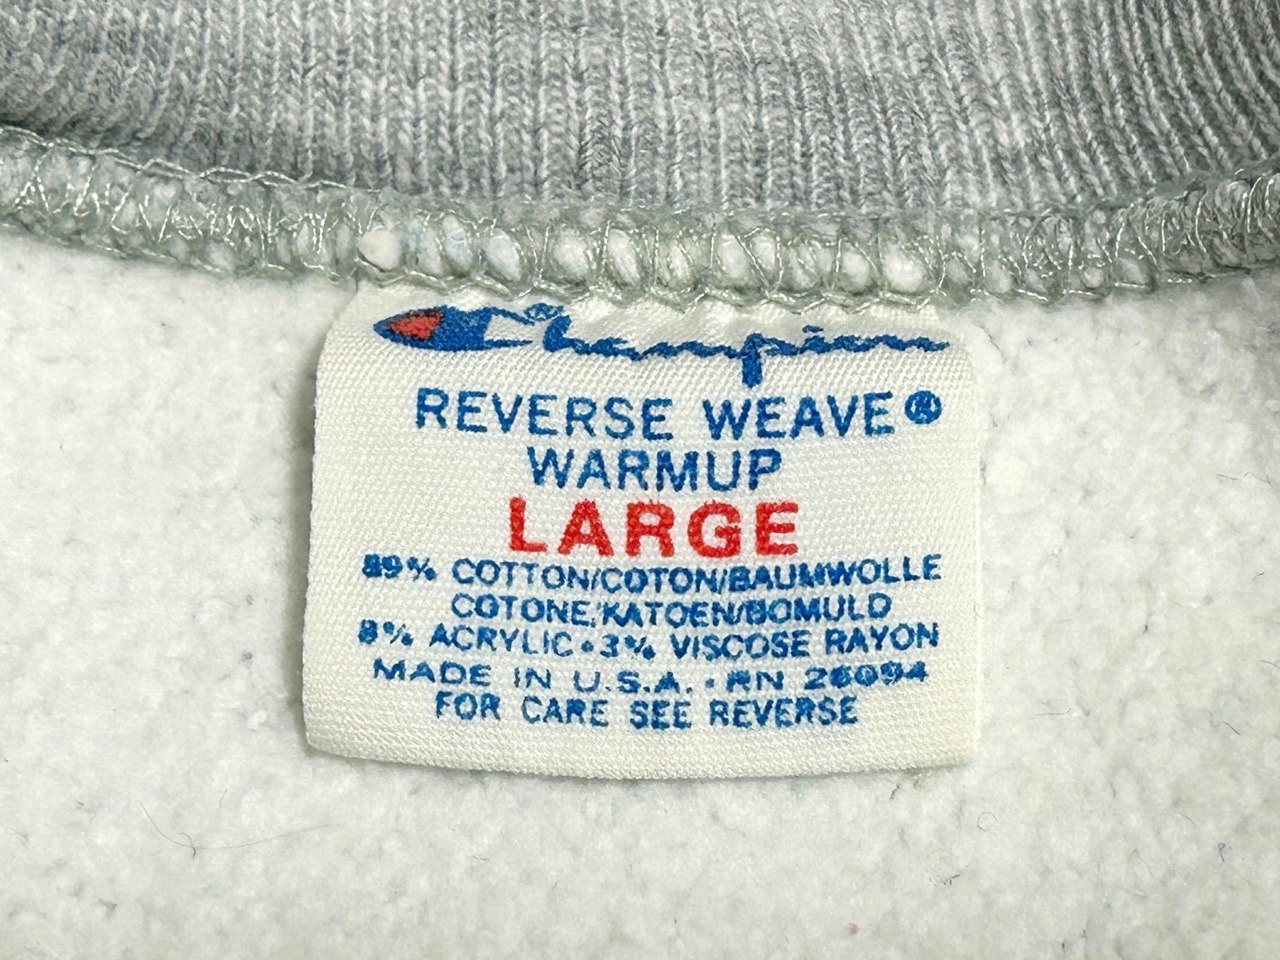 Champion®
REVERSE WEAVE®
WARMUP
LARGE
89% COTTON/COTON/BAUMWOLLE
COTONE/KATOEN/BOMULD
8% ACRYLIC•3% VISCOSE RAYON
MADE IN U.S.A. • RN 26094
FOR CARE SEE REVERSE